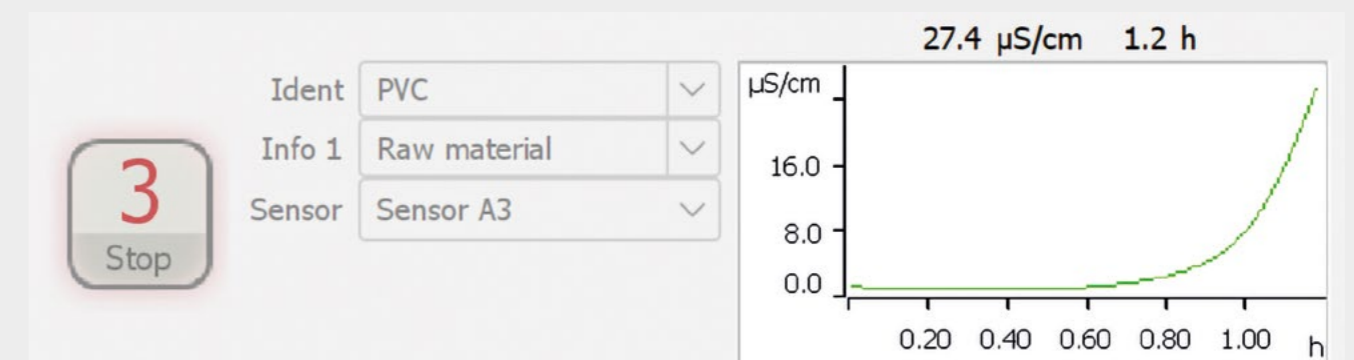 27.4 µS/cm 1.2 h
Ident PVC
Info 1 Raw material
Sensor Sensor A3
3
Stop
µS/cm
16.0
8.0
0.0
0.20 0.40 0.60 0.80 1.00 h